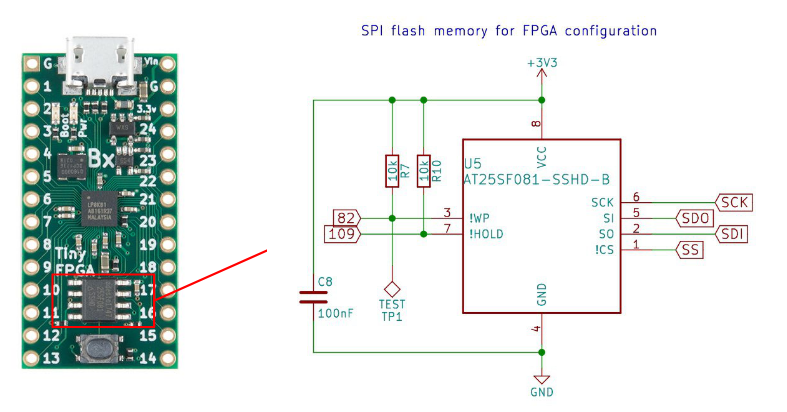 SPI flash memory for FPGA configuration
G
Vin
1
G
2
3.3v
3
24
Boot
Pwr
4
Bx
23
5
22
6
21
7
20
8
19
Tiny
FPGA
9
18
10
17
11
16
12
15
13
14
+3V3
8
VCC
U5
AT25SF081-SSHD-B
10k
R7
10k
R10
82
3
!WP
109
7
!HOLD
SCK
6
SCK
SI
5
SDO
SO
2
SDI
!CS
1
SS
C8
100nF
TEST
TP1
GND
4
GND